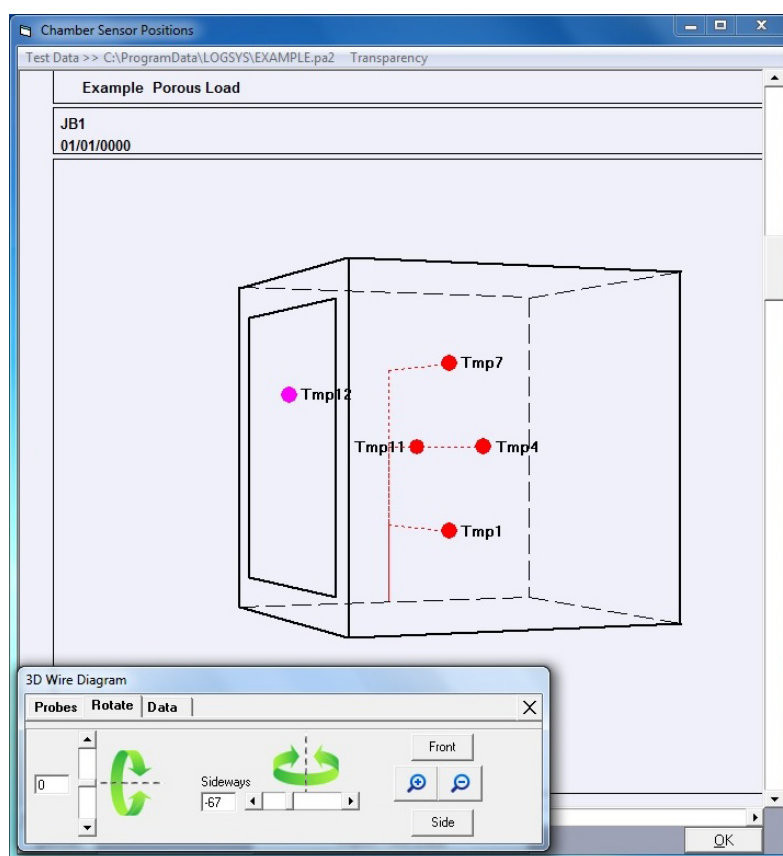 Chamber Sensor Positions
Test Data >> C:\ProgramData\LOGSYS\EXAMPLE.pa2 Transparency
Example Porous Load
JB1
01/01/0000
Tmp7
Tmp12
Tmp11 Tmp4
Tmp1
3D Wire Diagram
Probes Rotate Data
Front
0
Sideways
-67
Side
OK